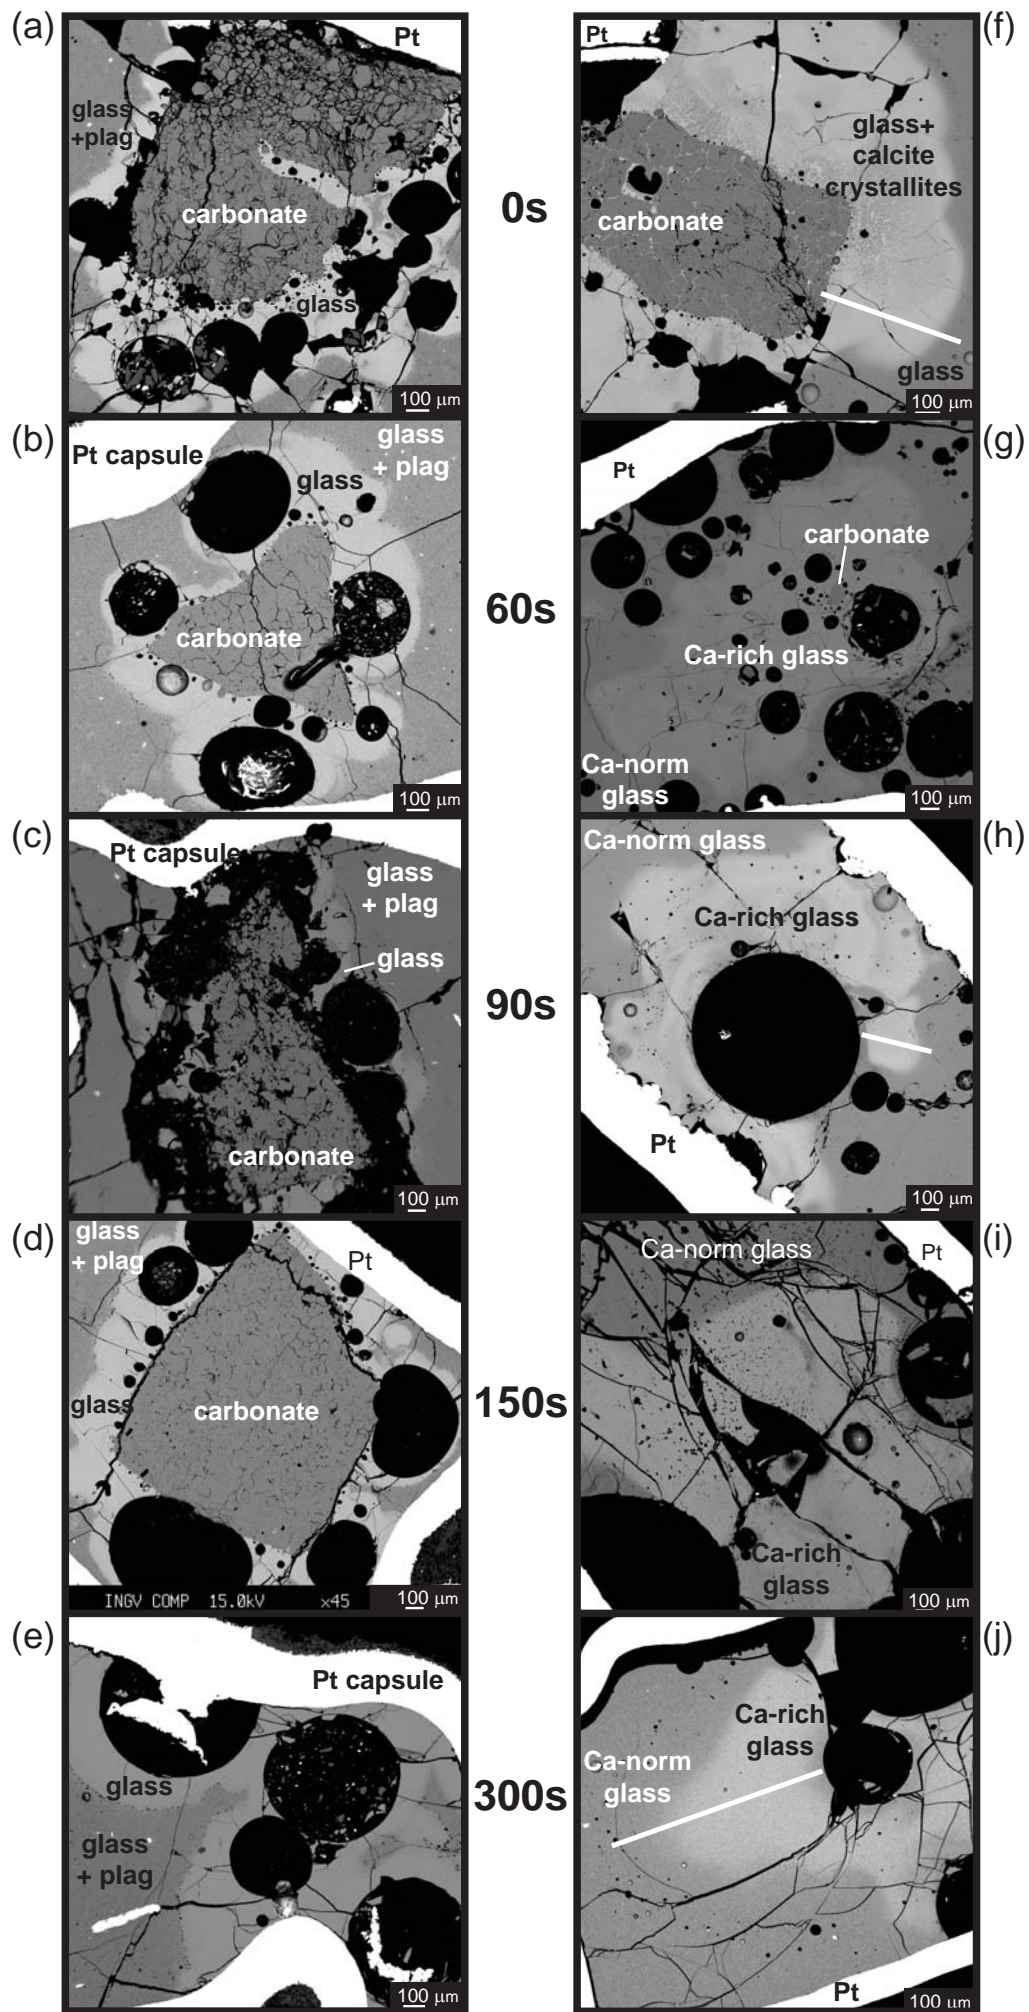 (a)
Pt
glass
+plag
carbonate
glass
100 µm
0s
(f)
Pt
glass+
calcite
crystallites
carbonate
glass
100 µm
(b)
Pt capsule
glass
+ plag
glass
carbonate
100 µm
60s
(g)
Pt
carbonate
Ca-rich glass
Ca-norm
glass
100 µm
(c)
Pt capsule
glass
+ plag
glass
carbonate
100 µm
90s
(h)
Ca-norm glass
Ca-rich glass
Pt
100 µm
(d)
glass
+ plag
Pt
glass
carbonate
INGV COMP 15.0kV x45
100 µm
150s
(i)
Ca-norm glass
Pt
Ca-rich
glass
100 µm
(e)
Pt capsule
glass
glass
+ plag
100 µm
300s
(j)
Ca-rich
glass
Ca-norm
glass
Pt
100 µm